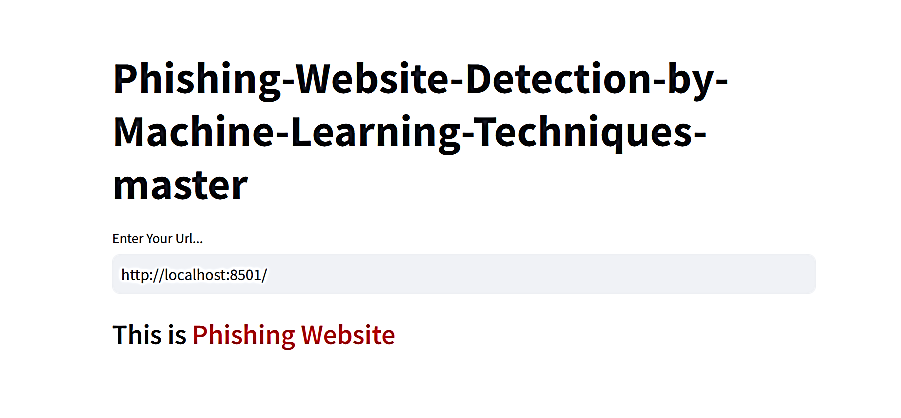 Phishing-Website-Detection-by-
Machine-Learning-Techniques-
master
Enter Your Url...
http://localhost:8501/
This is Phishing Website